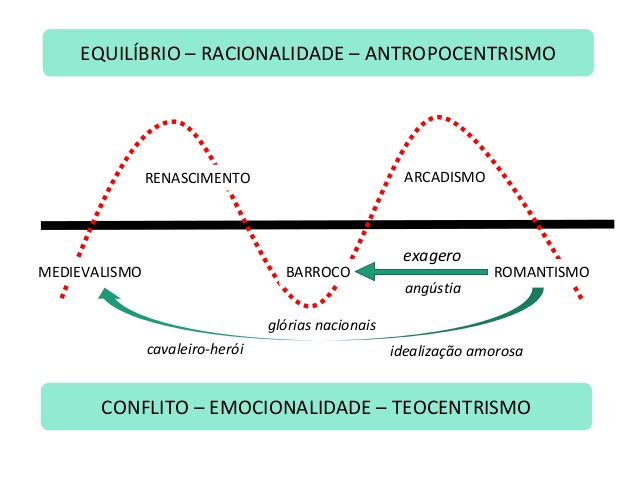 EQUILÍBRIO – RACIONALIDADE – ANTROPOCENTRISMO
RENASCIMENTO
ARCADISMO
MEDIEVALISMO
BARROCO
exagero
angústia
ROMANTISMO
glórias nacionais
cavaleiro-herói
idealização amorosa
CONFLITO – EMOCIONALIDADE – TEOCENTRISMO